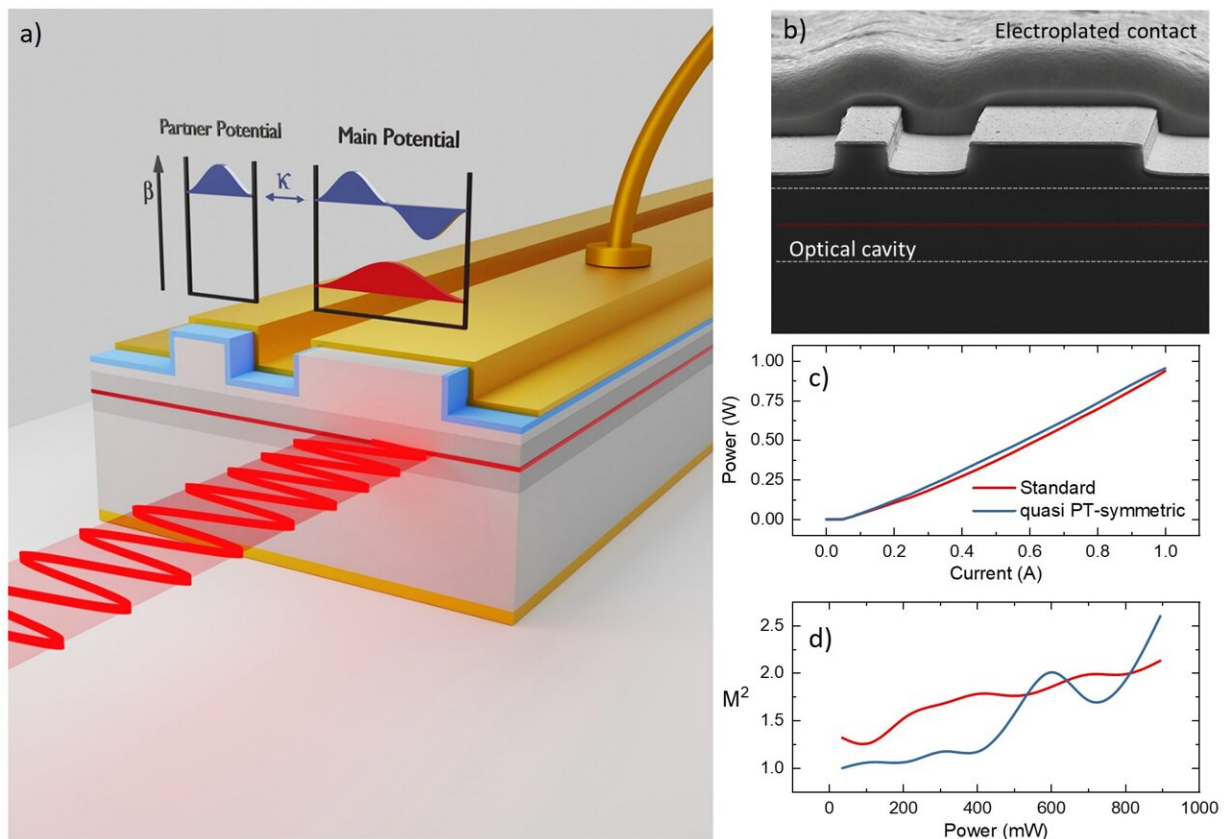 a)
Partner Potential
Main Potential
β
κ
b)
Electroplated contact
Optical cavity
c)
Power (W)
1.00
0.75
0.50
0.25
0.00
Standard
quasi PT-symmetric
0.0 0.2 0.4 0.6 0.8 1.0
Current (A)
d)
M²
2.5
2.0
1.5
1.0
0 200 400 600 800 1000
Power (mW)